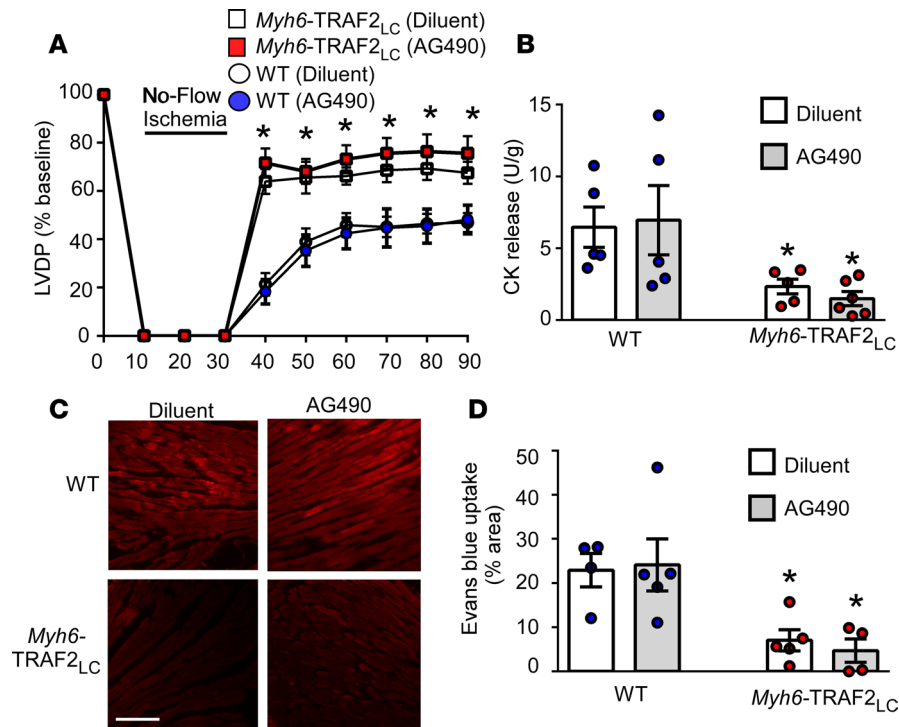 A
Myh6-TRAF2LC (Diluent)
Myh6-TRAF2LC (AG490)
WT (Diluent)
WT (AG490)
No-Flow
Ischemia
* * * * * *
LVDP (% baseline)
100
80
60
40
20
0
0 10 20 30 40 50 60 70 80 90
B
Diluent
AG490
CK release (U/g)
15
10
5
0
* *
WT
Myh6-TRAF2LC
C
Diluent
AG490
WT
Myh6-
TRAF2LC
D
Diluent
AG490
Evans blue uptake
(% area)
50
40
30
20
10
0
* *
WT
Myh6-TRAF2LC